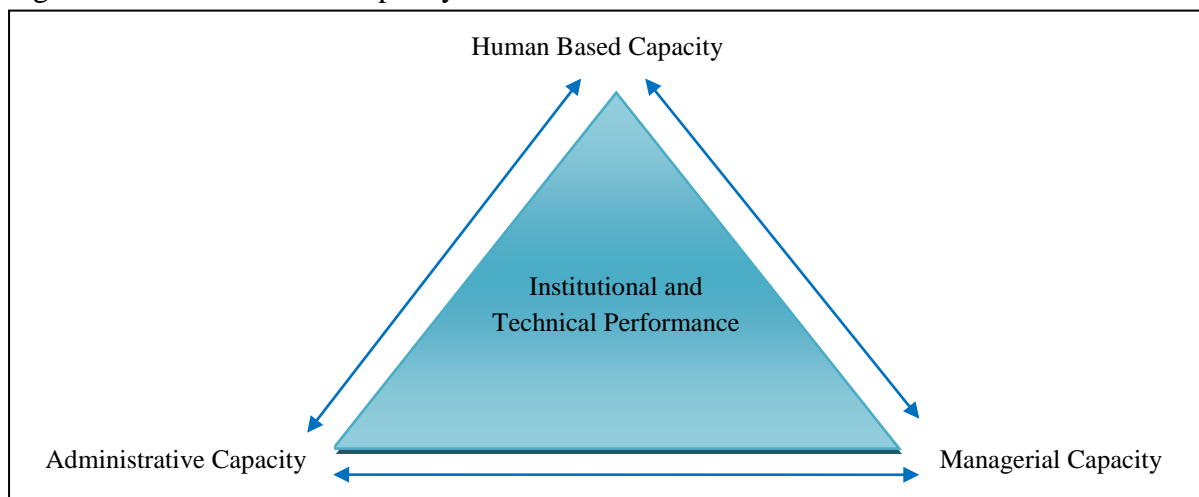 Human Based Capacity
Institutional and
Technical Performance
Administrative Capacity
Managerial Capacity